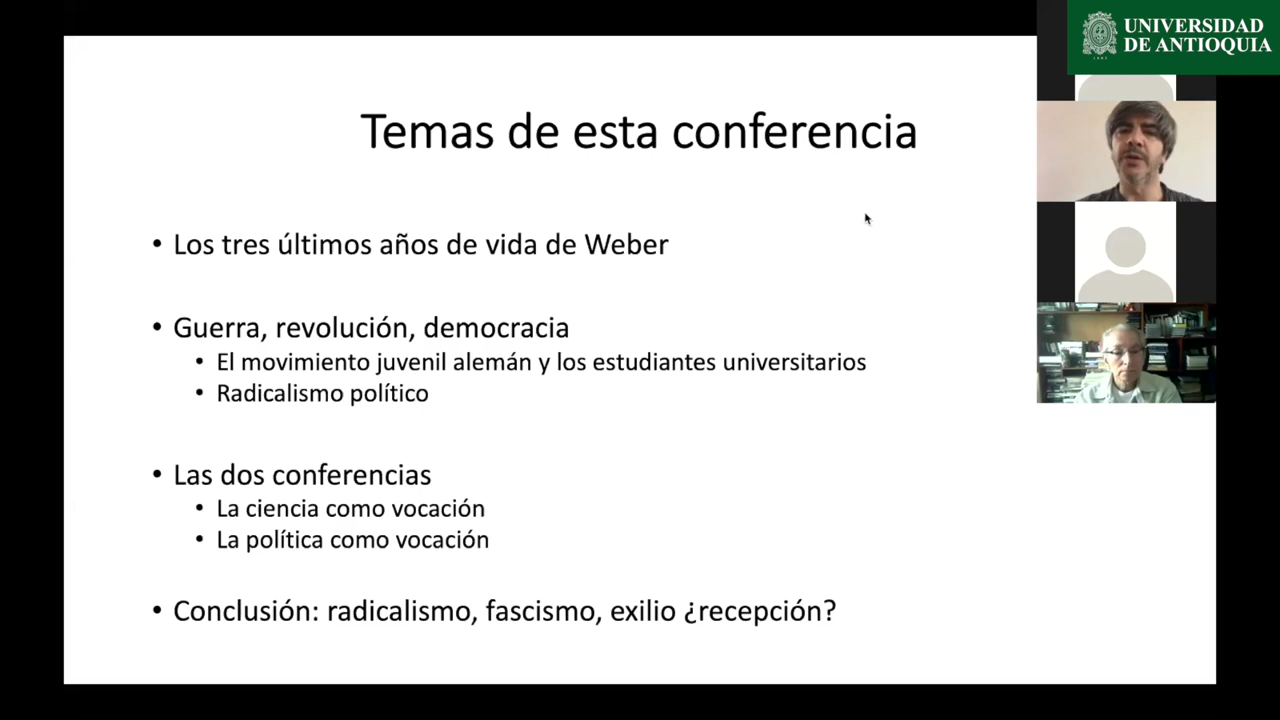 UNIVERSIDAD
DE ANTIOQUIA
1803
Temas de esta conferencia
• Los tres últimos años de vida de Weber
• Guerra, revolución, democracia
• El movimiento juvenil alemán y los estudiantes universitarios
• Radicalismo político
• Las dos conferencias
• La ciencia como vocación
• La política como vocación
• Conclusión: radicalismo, fascismo, exilio ¿recepción?